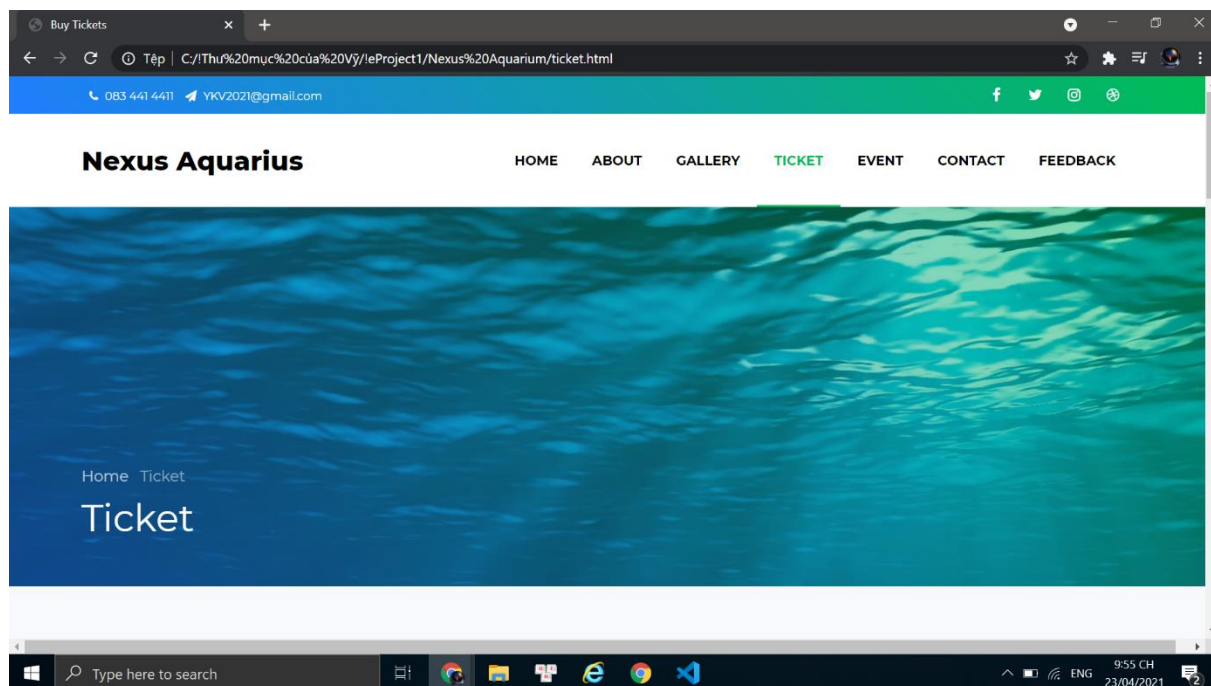 Buy Tickets
Tệp C:/!Thư%20mục%20của%20Vỹ/!eProject1/Nexus%20Aquarium/ticket.html
083 441 4411 YKV2021@gmail.com
Nexus Aquarius HOME ABOUT GALLERY TICKET EVENT CONTACT FEEDBACK
Home Ticket
Ticket
Type here to search ENG 9:55 CH
23/04/2021 2